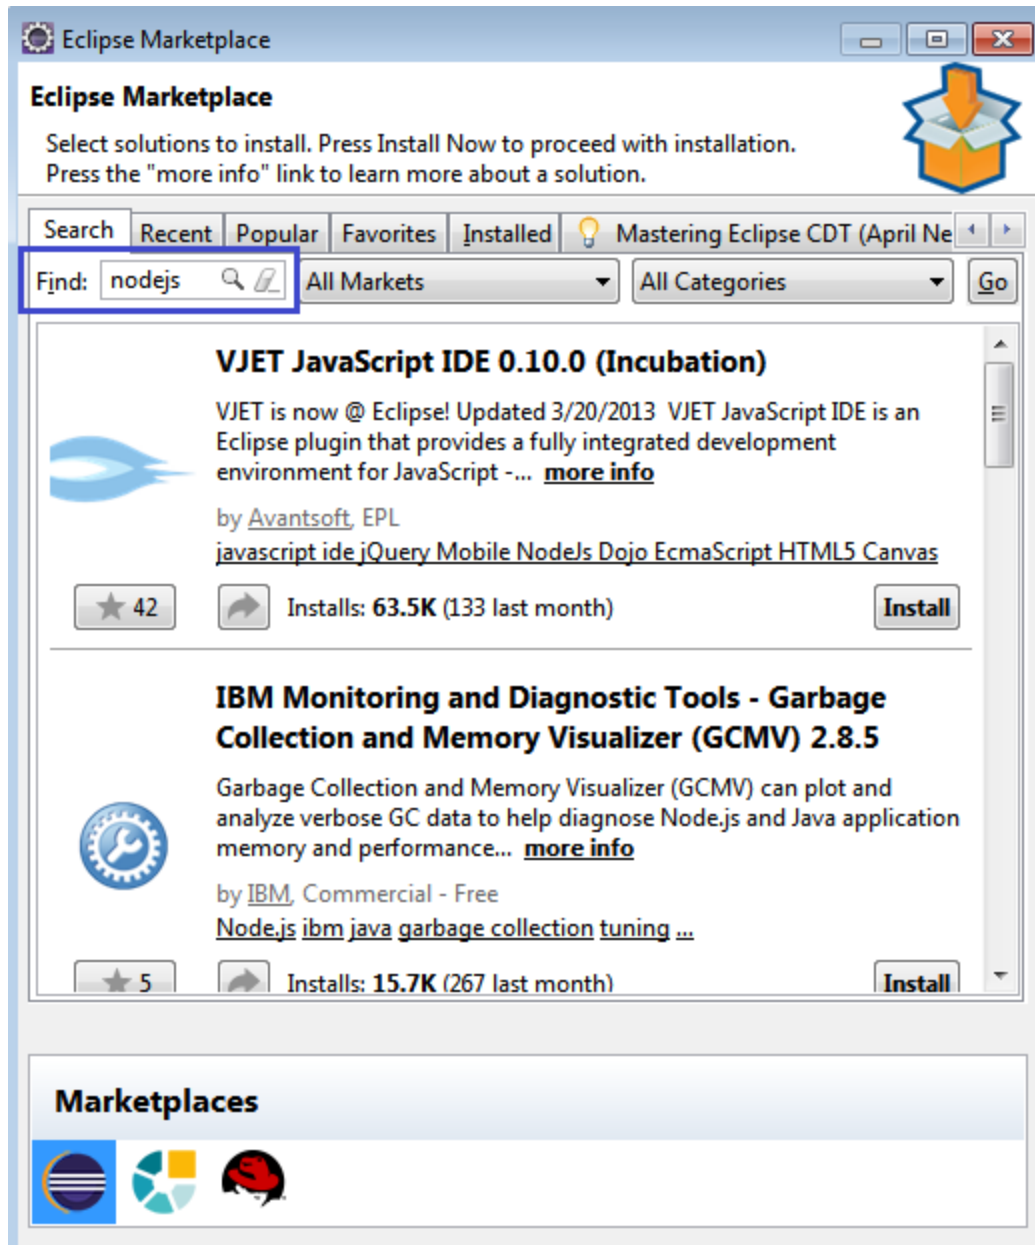 Eclipse Marketplace
Eclipse Marketplace
Select solutions to install. Press Install Now to proceed with installation.
Press the "more info" link to learn more about a solution.
Search Recent Popular Favorites Installed Mastering Eclipse CDT (April Ne
Find: nodejs All Markets All Categories Go
VJET JavaScript IDE 0.10.0 (Incubation)
VJET is now @ Eclipse! Updated 3/20/2013 VJET JavaScript IDE is an
Eclipse plugin that provides a fully integrated development
environment for JavaScript -... more info
by Avantsoft, EPL
javascript ide jQuery Mobile NodeJs Dojo EcmaScript HTML5 Canvas
42 Installs: 63.5K (133 last month) Install
IBM Monitoring and Diagnostic Tools - Garbage
Collection and Memory Visualizer (GCMV) 2.8.5
Garbage Collection and Memory Visualizer (GCMV) can plot and
analyze verbose GC data to help diagnose Node.js and Java application
memory and performance... more info
by IBM, Commercial - Free
Node.js ibm java garbage collection tuning ...
5 Installs: 15.7K (267 last month) Install
Marketplaces